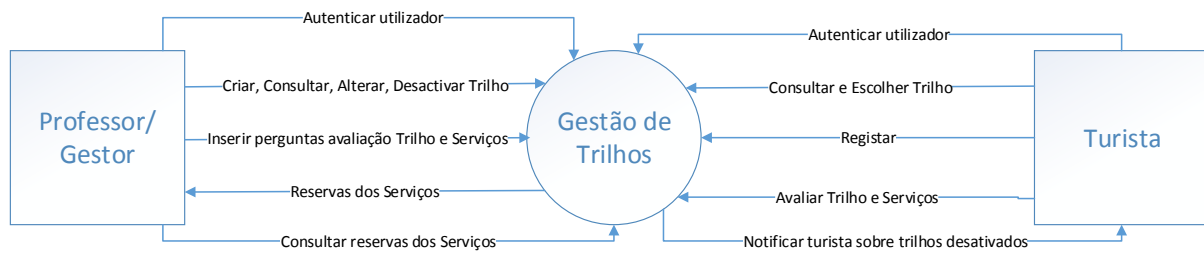 Autenticar utilizador
Autenticar utilizador
Criar, Consultar, Alterar, Desactivar Trilho
Consultar e Escolher Trilho
Professor/
Gestor
Inserir perguntas avaliação Trilho e Serviços
Gestão de
Trilhos
Registar
Turista
Reservas dos Serviços
Avaliar Trilho e Serviços
Consultar reservas dos Serviços
Notificar turista sobre trilhos desativados